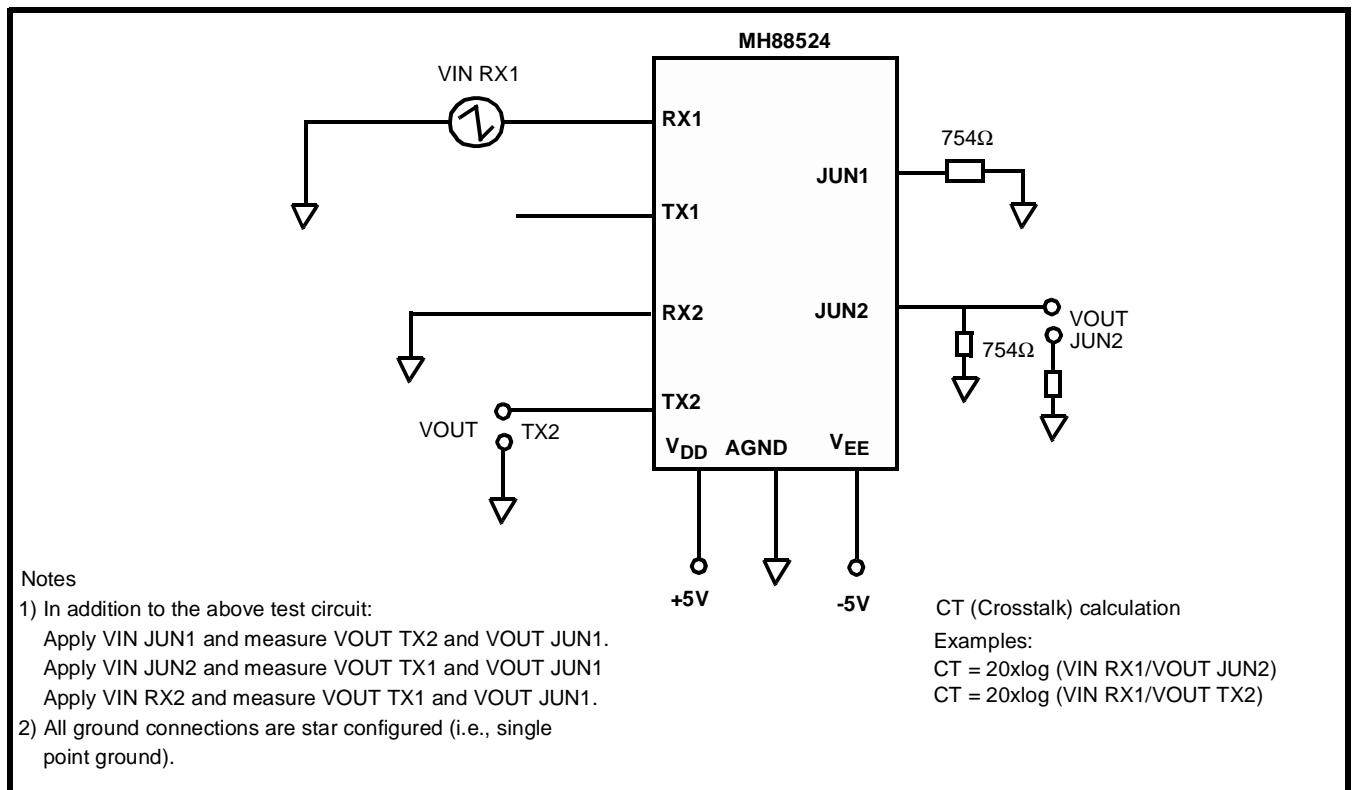 MH88524
VIN RX1
RX1
754Ω
JUN1
TX1
RX2
JUN2
VOUT
JUN2
754Ω
TX2
VOUT
TX2
VDD AGND VEE
+5V
-5V
Notes
1) In addition to the above test circuit:
Apply VIN JUN1 and measure VOUT TX2 and VOUT JUN1.
Apply VIN JUN2 and measure VOUT TX1 and VOUT JUN1
Apply VIN RX2 and measure VOUT TX1 and VOUT JUN1.
2) All ground connections are star configured (i.e., single
point ground).
CT (Crosstalk) calculation
Examples:
CT = 20xlog (VIN RX1/VOUT JUN2)
CT = 20xlog (VIN RX1/VOUT TX2)